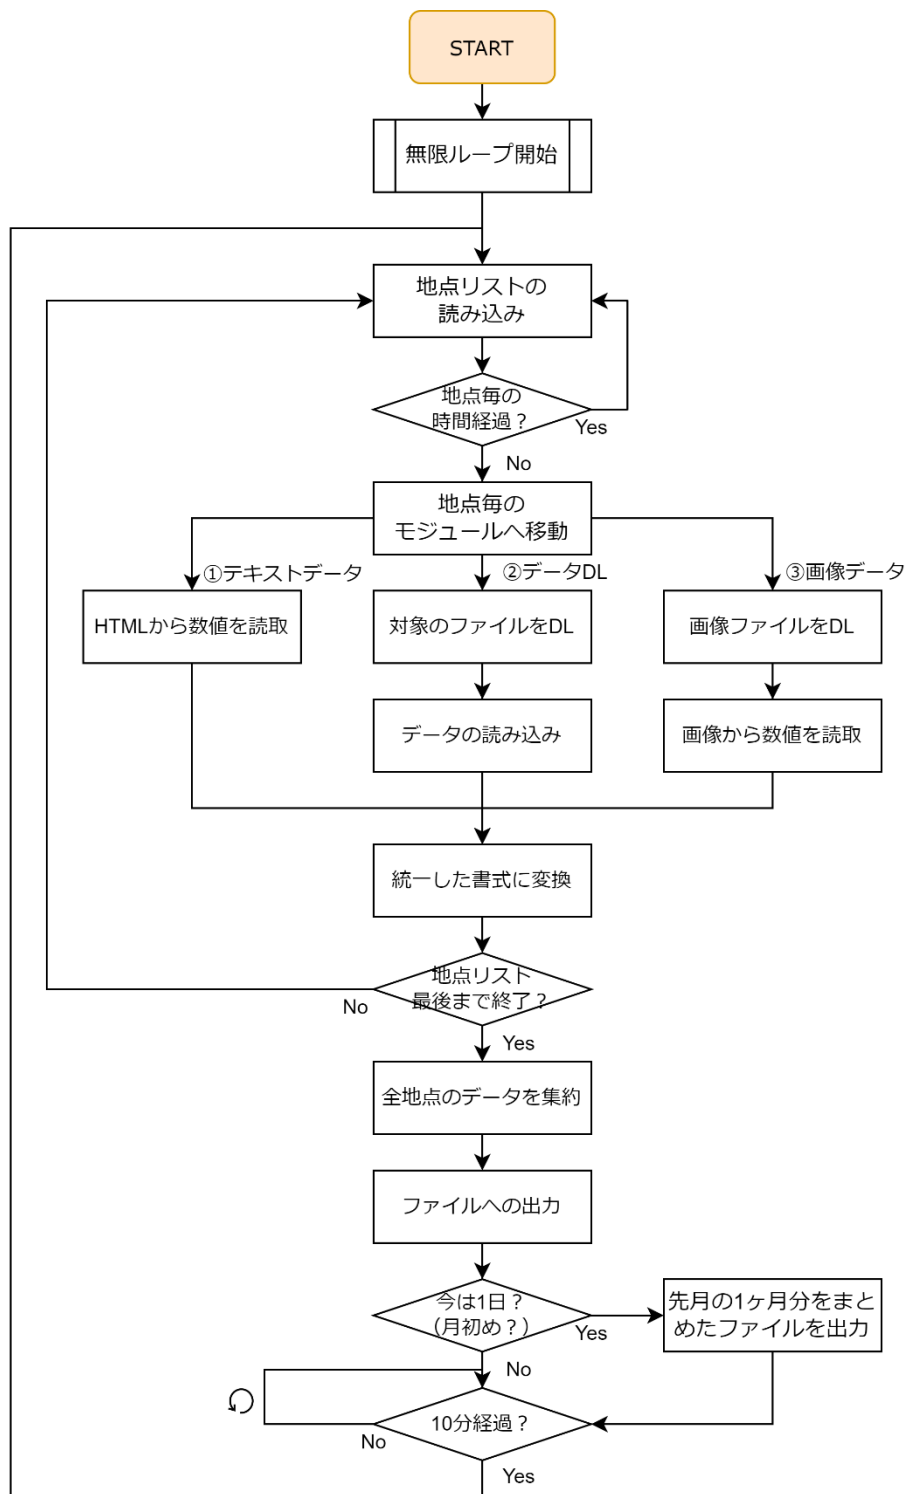 START
無限ループ開始
地点リストの
読み込み
地点毎の
時間経過？
Yes
No
地点毎の
モジュールへ移動
①テキストデータ
②データDL
③画像データ
HTMLから数値を読取
対象のファイルをDL
画像ファイルをDL
データの読み込み
画像から数値を読取
統一した書式に変換
地点リスト
最後まで終了？
No
Yes
全地点のデータを集約
ファイルへの出力
今は1日？
（月初め？）
Yes
先月の1ヶ月分をまと
めたファイルを出力
No
10分経過？
No
Yes